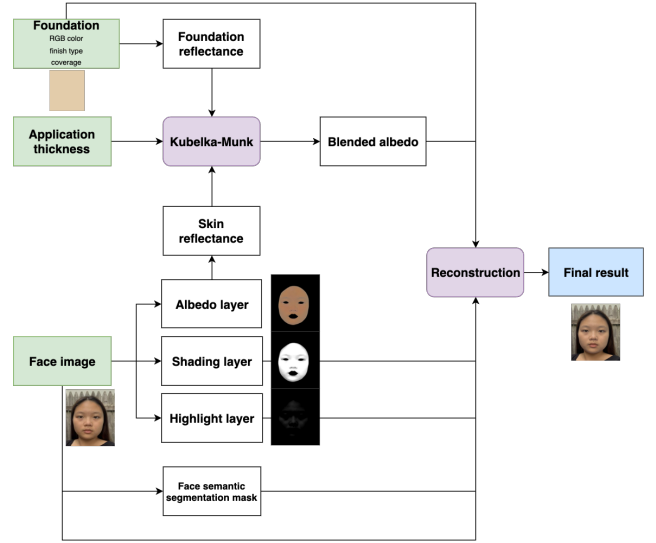 Foundation
RGB color
finish type
coverage
Foundation
reflectance
Application
thickness
Kubelka-Munk
Blended albedo
Skin
reflectance
Reconstruction
Final result
Albedo layer
Face image
Shading layer
Highlight layer
Face semantic
segmentation mask